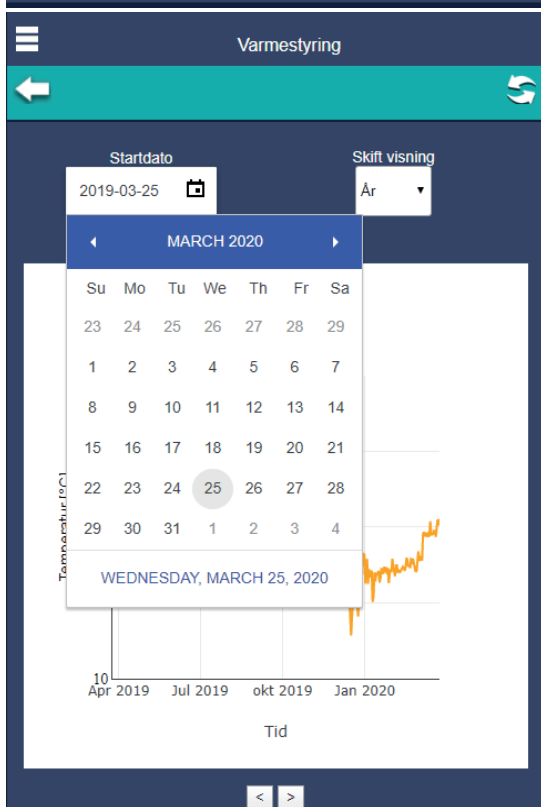 Varmestyring
Startdato
Skift visning
2019-03-25
År
MARCH 2020
Su Mo Tu We Th Fr Sa
23 24 25 26 27 28 29
1 2 3 4 5 6 7
8 9 10 11 12 13 14
15 16 17 18 19 20 21
22 23 24 25 26 27 28
29 30 31 1 2 3 4
WEDNESDAY, MARCH 25, 2020
Temperatur [°C]
10
Apr 2019 Jul 2019 okt 2019 Jan 2020
Tid
< >